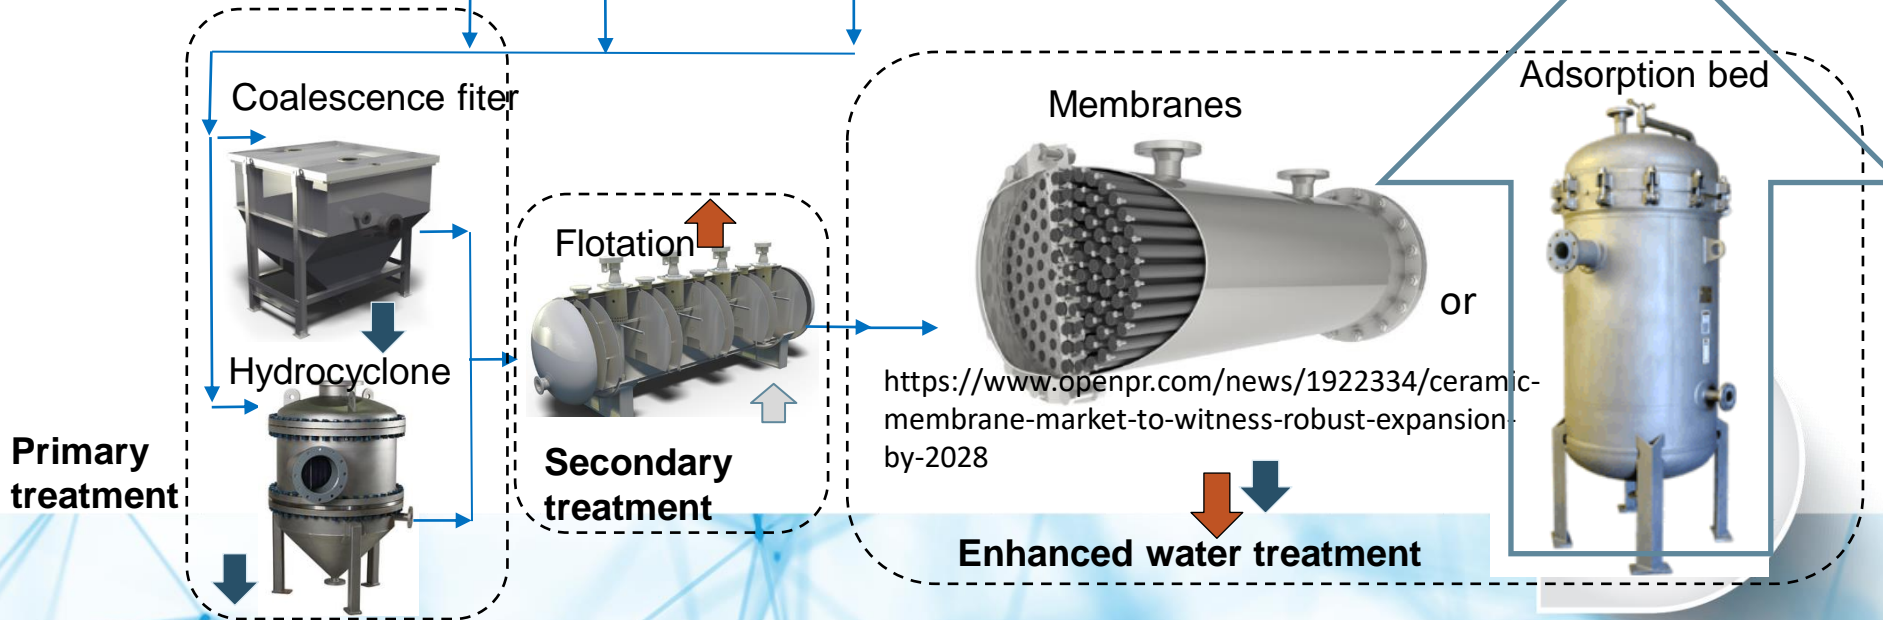 Coalescence fiter
Hydrocyclone
Primary
treatment
Flotation
Secondary
treatment
Membranes
or
Adsorption bed
https://www.openpr.com/news/1922334/ceramic-
membrane-market-to-witness-robust-expansion-
by-2028
Enhanced water treatment